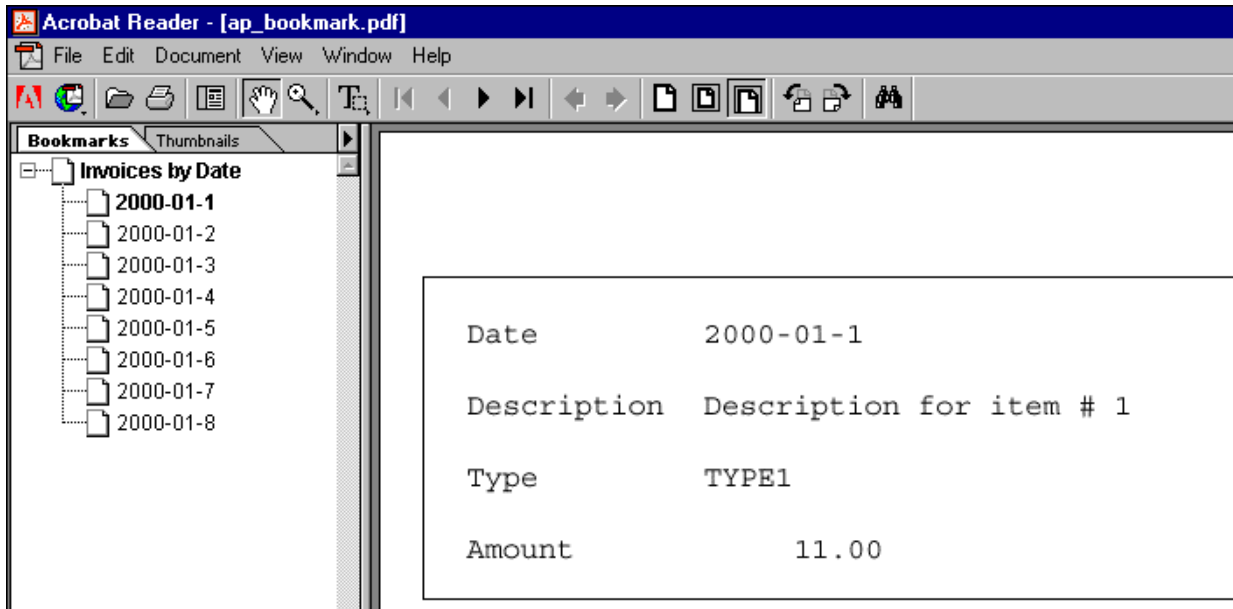 Acrobat Reader - [ap_bookmark.pdf]
File Edit Document View Window Help
Bookmarks Thumbnails
Invoices by Date
2000-01-1
2000-01-2
2000-01-3
2000-01-4
2000-01-5
2000-01-6
2000-01-7
2000-01-8
Date 2000-01-1
Description Description for item # 1
Type TYPE1
Amount 11.00